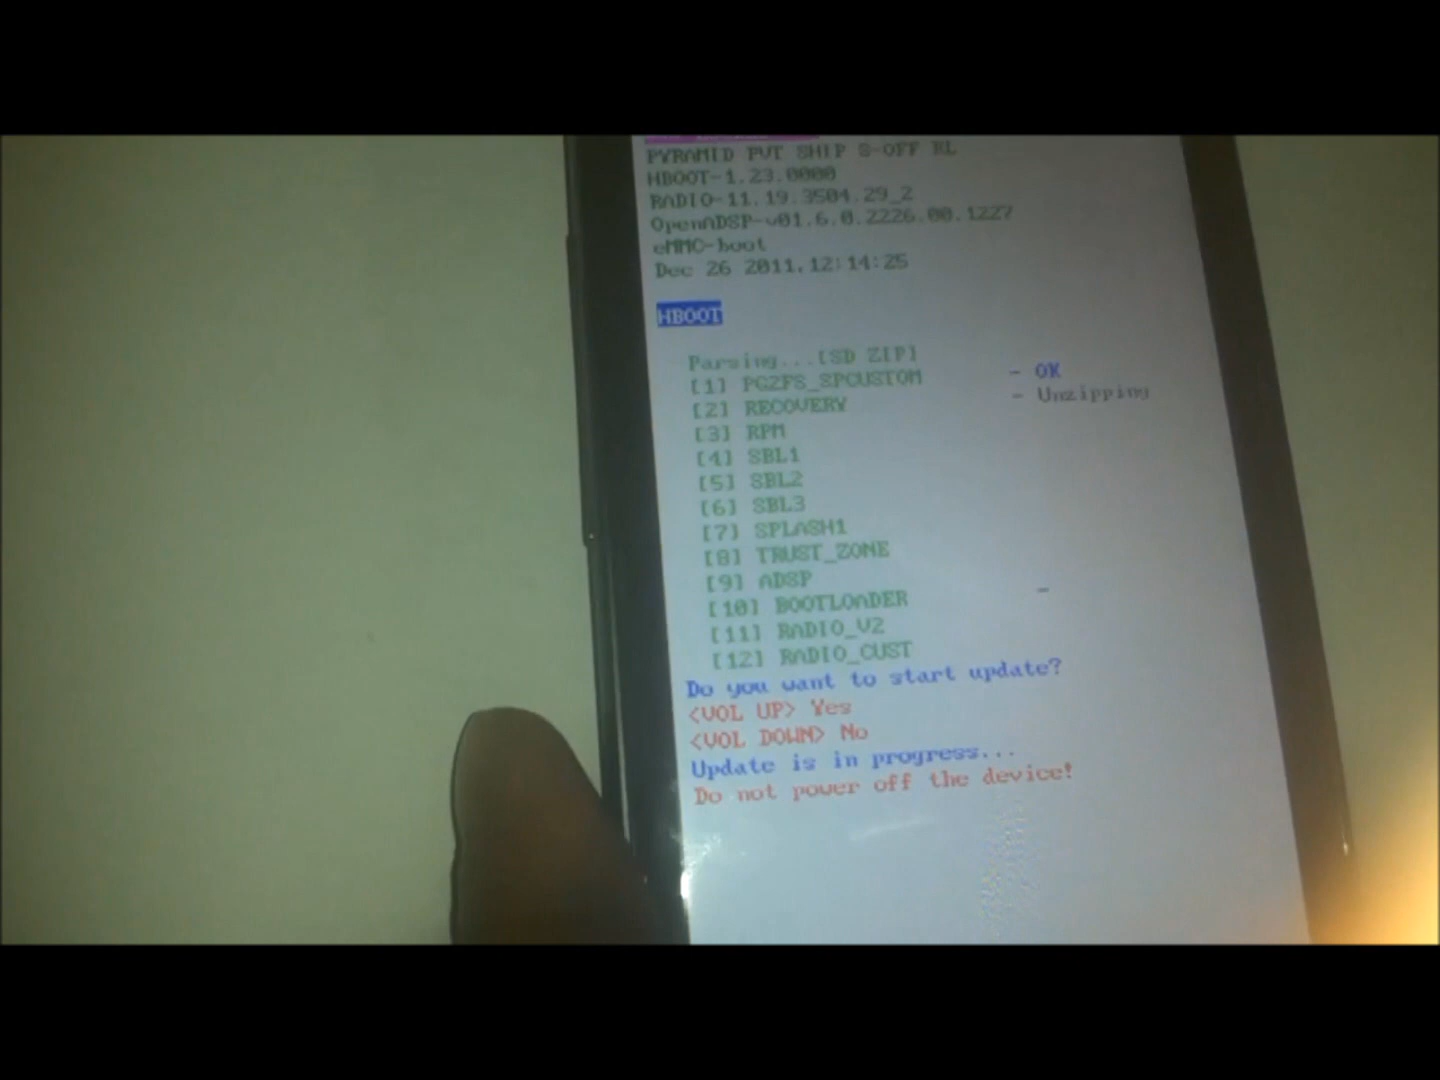 PYRAMID PVT SHIP S-OFF RL
HBOOT-1.23.0000
RADIO-11.19.3504.29_2
OpenADSP-v01.6.0.2226.00.1227
eMMC-boot
Dec 26 2011,12:14:25
HBOOT
Parsing...[SD ZIP]
[1] PG2FS_SPCUSTOM - OK
[2] RECOVERY - Unzipping
[3] RPM
[4] SBL1
[5] SBL2
[6] SBL3
[7] SPLASH1
[8] TRUST_ZONE
[9] ADSP
[10] BOOTLOADER -
[11] RADIO_V2
[12] RADIO_CUST
Do you want to start update?
<VOL UP> Yes
<VOL DOWN> No
Update is in progress...
Do not power off the device!